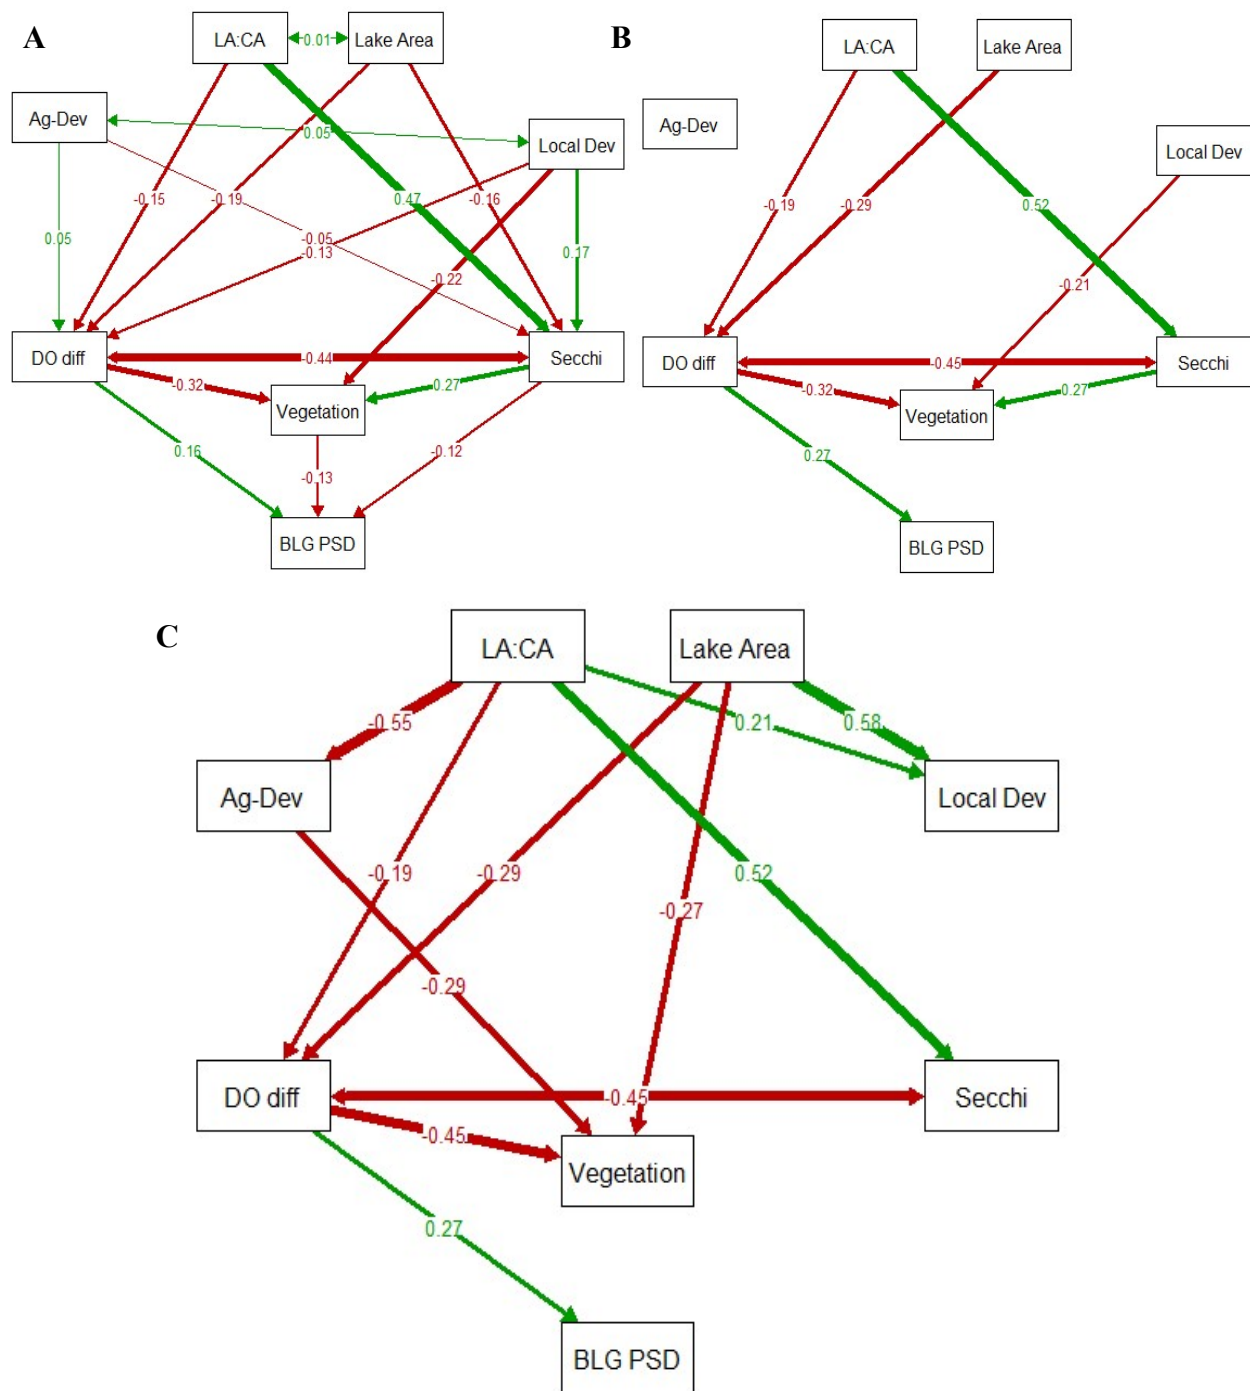 A
LA:CA
0.01
Lake Area
Ag-Dev
0.05
Local Dev
-0.15
-0.19
0.47
-0.16
0.05
-0.05
-0.13
0.17
-0.22
DO diff
-0.44
Secchi
-0.32
0.27
Vegetation
0.16
-0.12
-0.13
BLG PSD
B
LA:CA
Lake Area
Ag-Dev
Local Dev
-0.19
-0.29
0.52
-0.21
DO diff
-0.45
Secchi
-0.32
0.27
Vegetation
0.27
BLG PSD
C
LA:CA
Lake Area
-0.55
0.21
0.58
Ag-Dev
Local Dev
-0.19
-0.29
0.52
-0.27
-0.29
DO diff
-0.45
Secchi
-0.45
Vegetation
0.27
BLG PSD